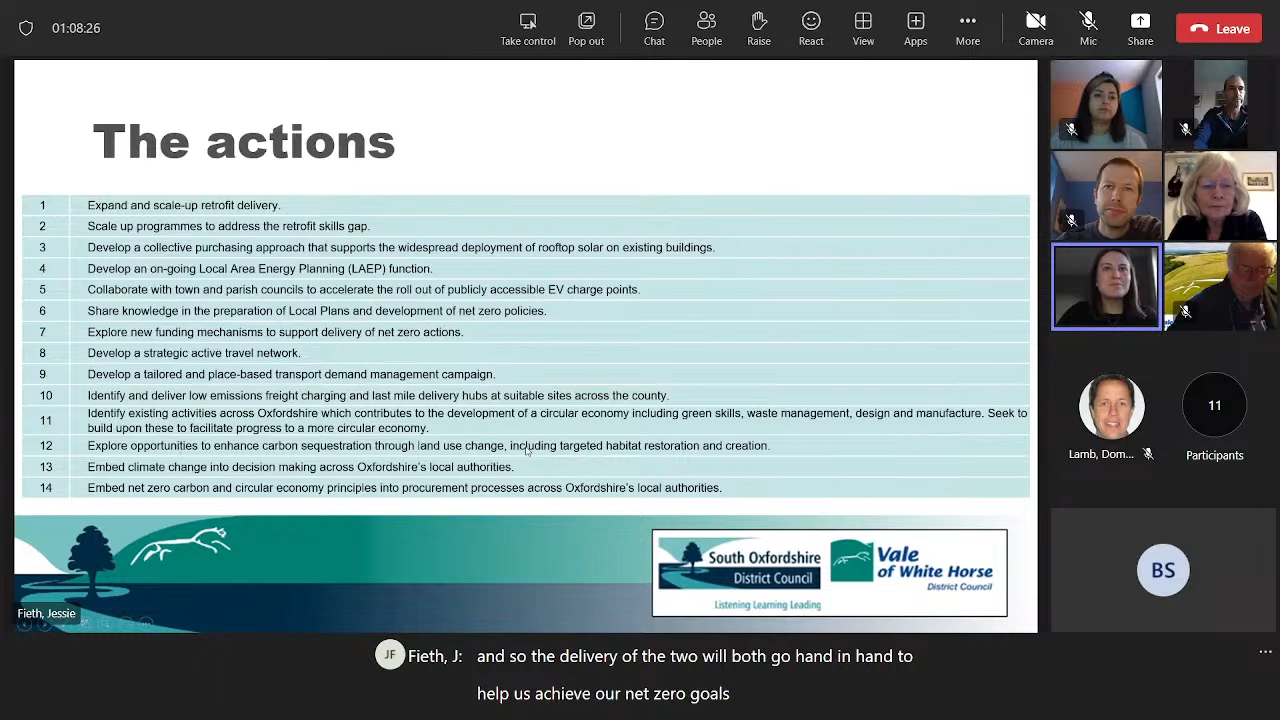 01:08:26
Take control
Pop out
Chat
People
Raise
React
View
Apps
More
Camera
Mic
Share
Leave
The actions
1 Expand and scale-up retrofit delivery.
2 Scale up programmes to address the retrofit skills gap.
3 Develop a collective purchasing approach that supports the widespread deployment of rooftop solar on existing buildings.
4 Develop an on-going Local Area Energy Planning (LAEP) function.
5 Collaborate with town and parish councils to accelerate the roll out of publicly accessible EV charge points.
6 Share knowledge in the preparation of Local Plans and development of net zero policies.
7 Explore new funding mechanisms to support delivery of net zero actions.
8 Develop a strategic active travel network.
9 Develop a tailored and place-based transport demand management campaign.
10 Identify and deliver low emissions freight charging and last mile delivery hubs at suitable sites across the county.
11 Identify existing activities across Oxfordshire which contributes to the development of a circular economy including green skills, waste management, design and manufacture. Seek to
build upon these to facilitate progress to a more circular economy.
12 Explore opportunities to enhance carbon sequestration through land use change, including targeted habitat restoration and creation.
13 Embed climate change into decision making across Oxfordshire's local authorities.
14 Embed net zero carbon and circular economy principles into procurement processes across Oxfordshire's local authorities.
South Oxfordshire
District Council
Listening Learning Leading
Vale
of White Horse
District Council
Fieth, Jessie
Lamb, Dom...
11
Participants
BS
JF Fieth, J: and so the delivery of the two will both go hand in hand to
help us achieve our net zero goals